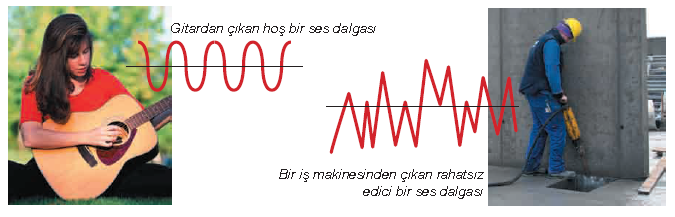 Gitardan çıkan hoş bir ses dalgası
Bir iş makinesinden çıkan rahatsız
edici bir ses dalgası